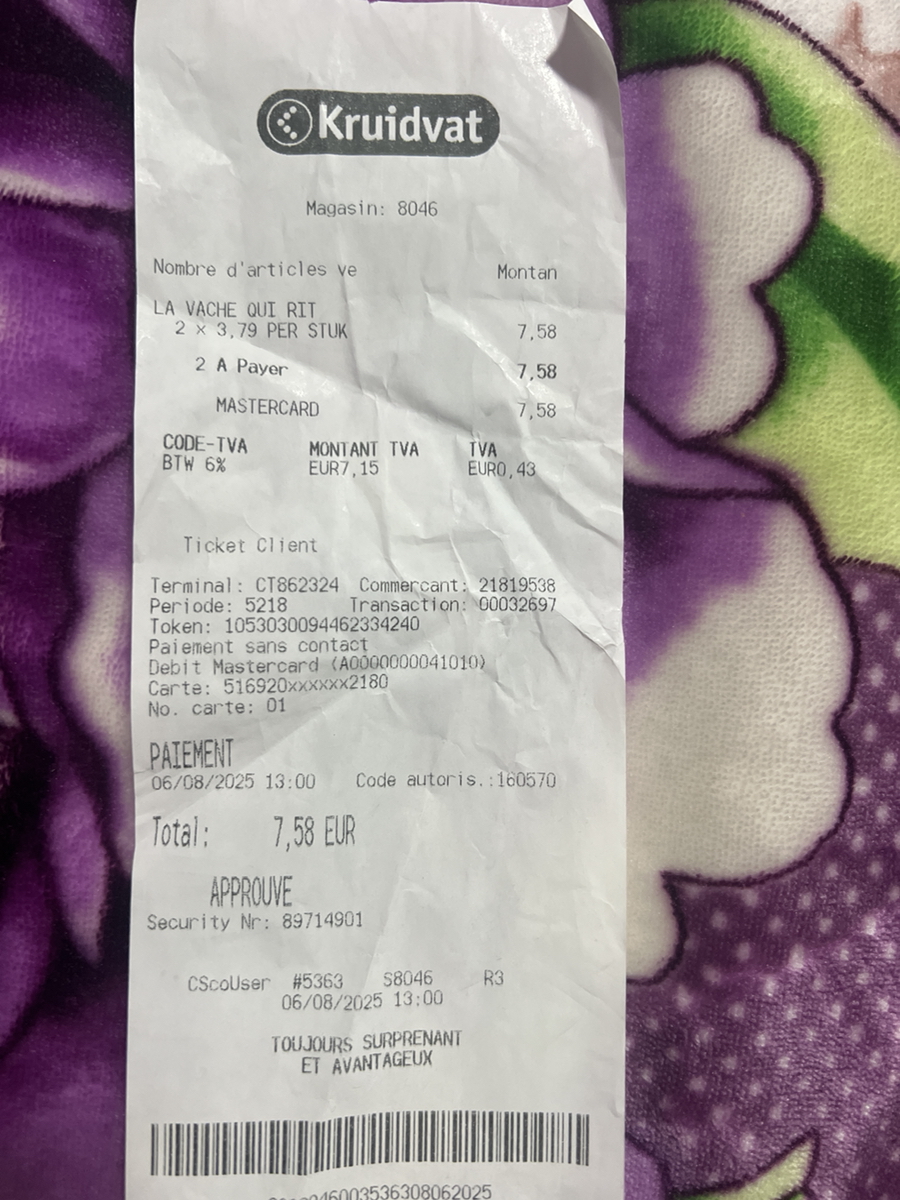 Kruidvat
Magasin: 8046
Nombre d'articles ve Montan
LA VACHE QUI RIT
2 x 3,79 PER STUK 7,58
2 A Payer 7,58
MASTERCARD 7,58
CODE-TVA MONTANT TVA TVA
BTW 6% EUR7,15 EUR0,43
Ticket Client
Terminal: CT862324 Commercant: 21819538
Periode: 5218 Transaction: 00032697
Token: 1053030094462334240
Paiement sans contact
Debit Mastercard (A0000000041010)
Carte: 516920xxxxxx2180
No. carte: 01
PAIEMENT
06/08/2025 13:00 Code autoris.:160570
Total: 7,58 EUR
APPROUVE
Security Nr: 89714901
CScoUser #5363 S8046 R3
06/08/2025 13:00
TOUJOURS SURPRENANT
ET AVANTAGEUX